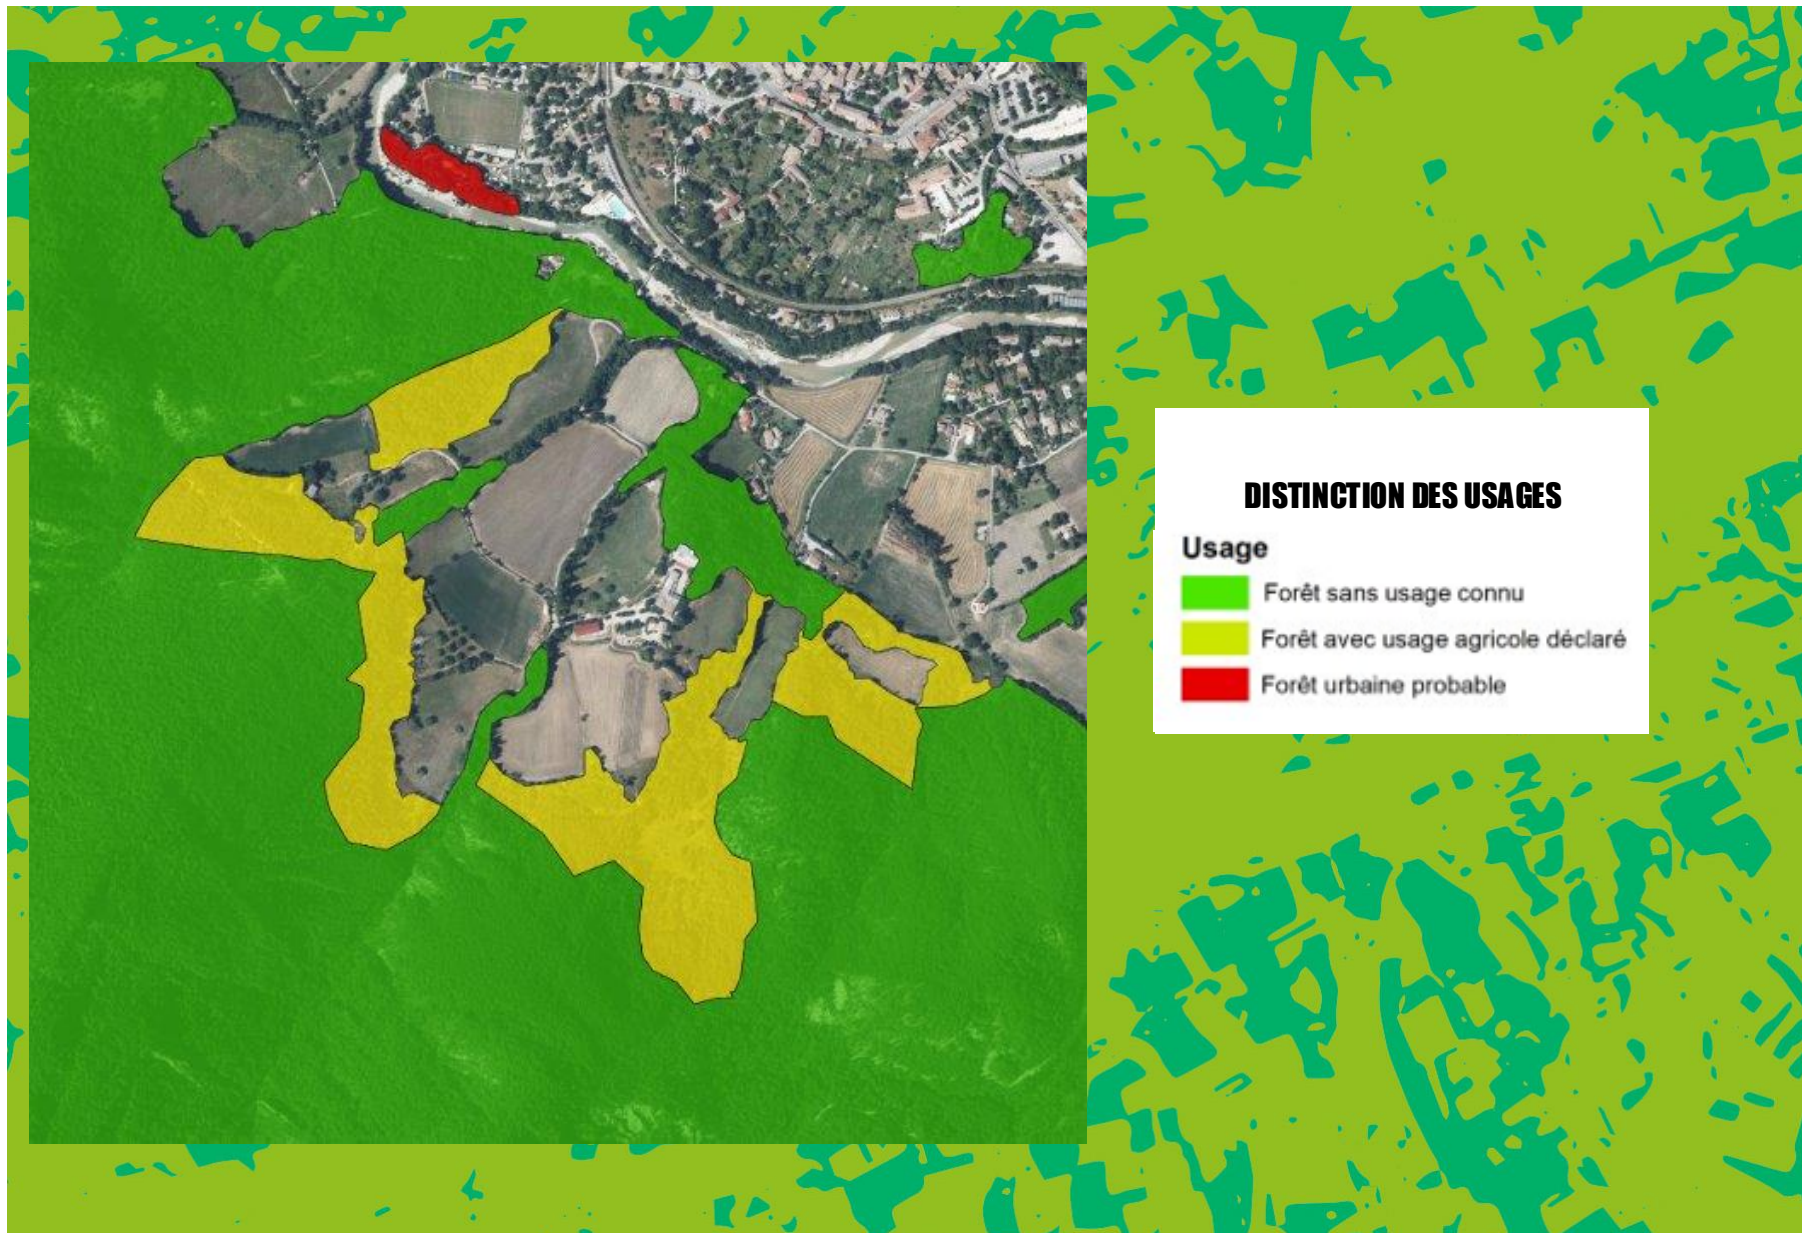 DISTINCTION DES USAGES
Usage
Forêt sans usage connu
Forêt avec usage agricole déclaré
Forêt urbaine probable